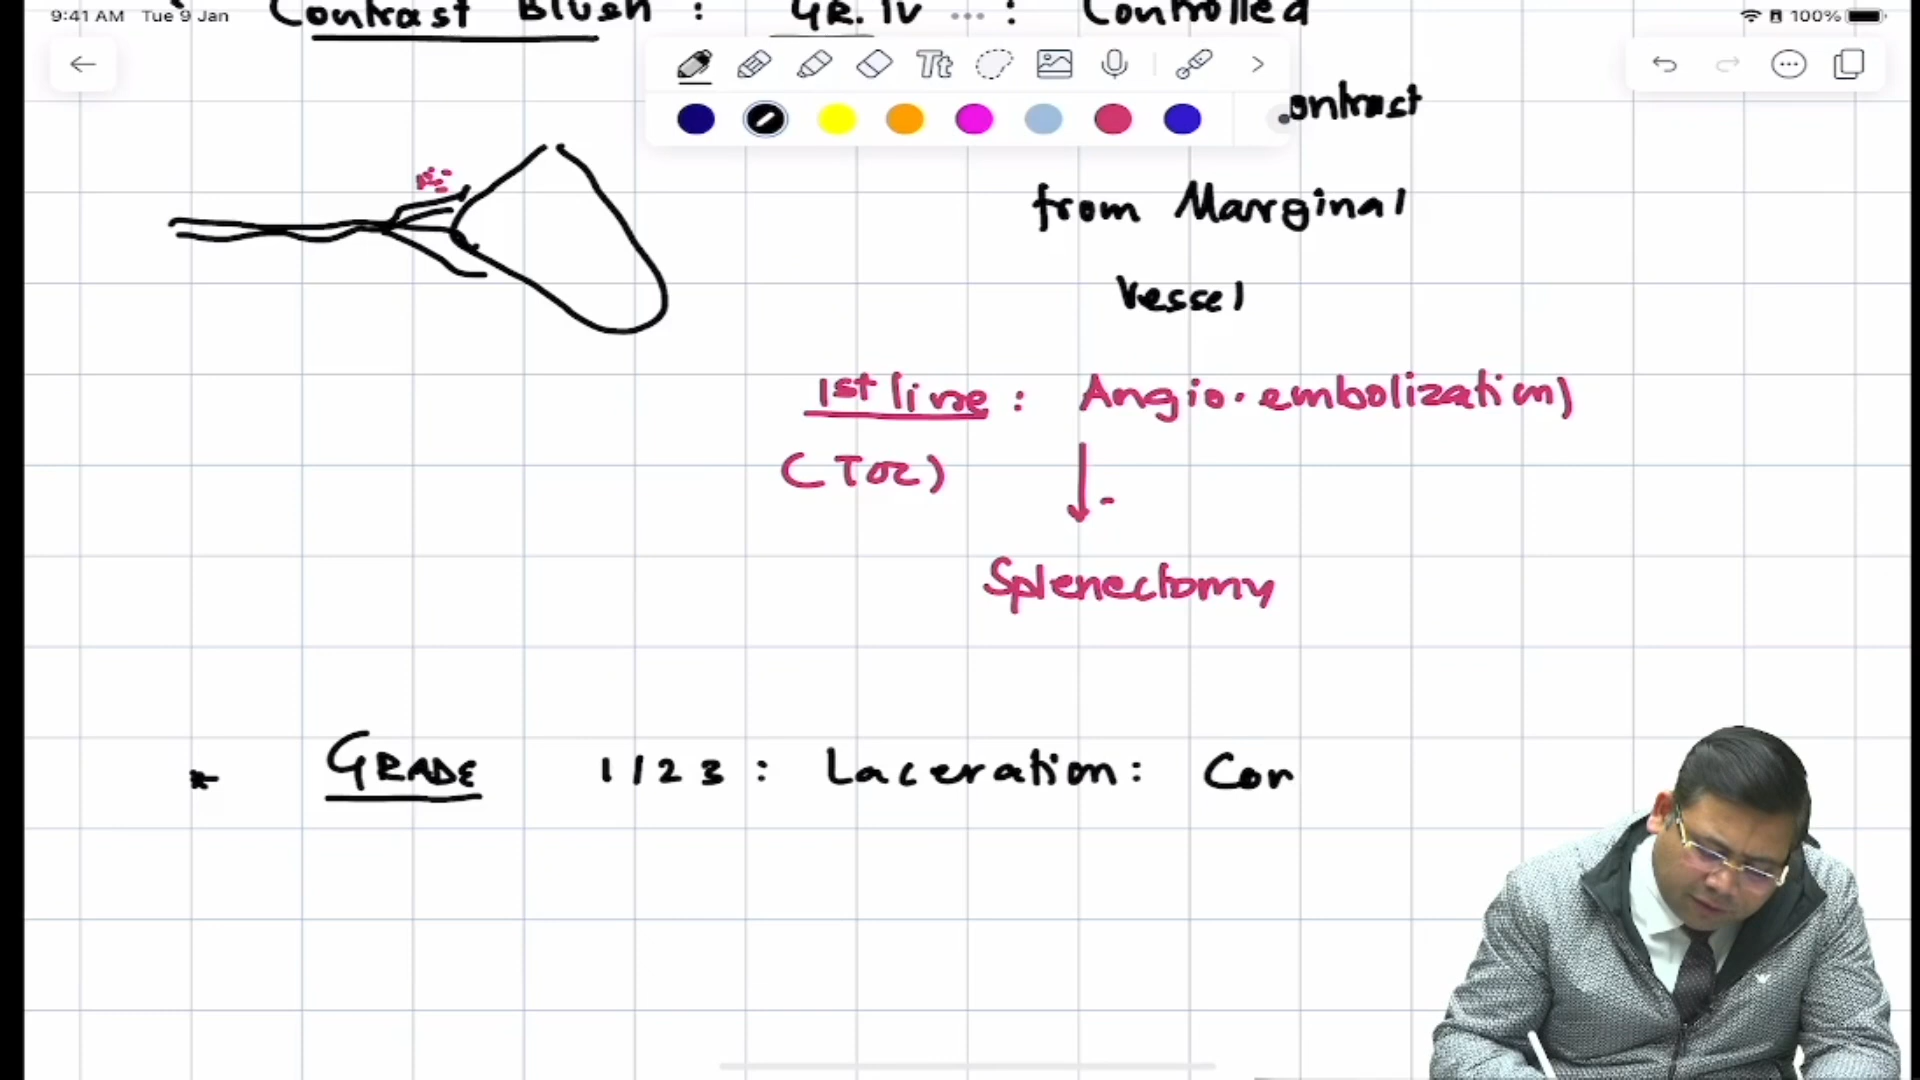 9:41 AM Tue 9 Jan 100%
Contrast Blush : GR. IV : Controlled
Tt
ontrast
from Marginal
Vessel
1st line : Angio. embolization)
(TOC)
Splenectomy
* GRADE 1/2 3 : Laceration : Con